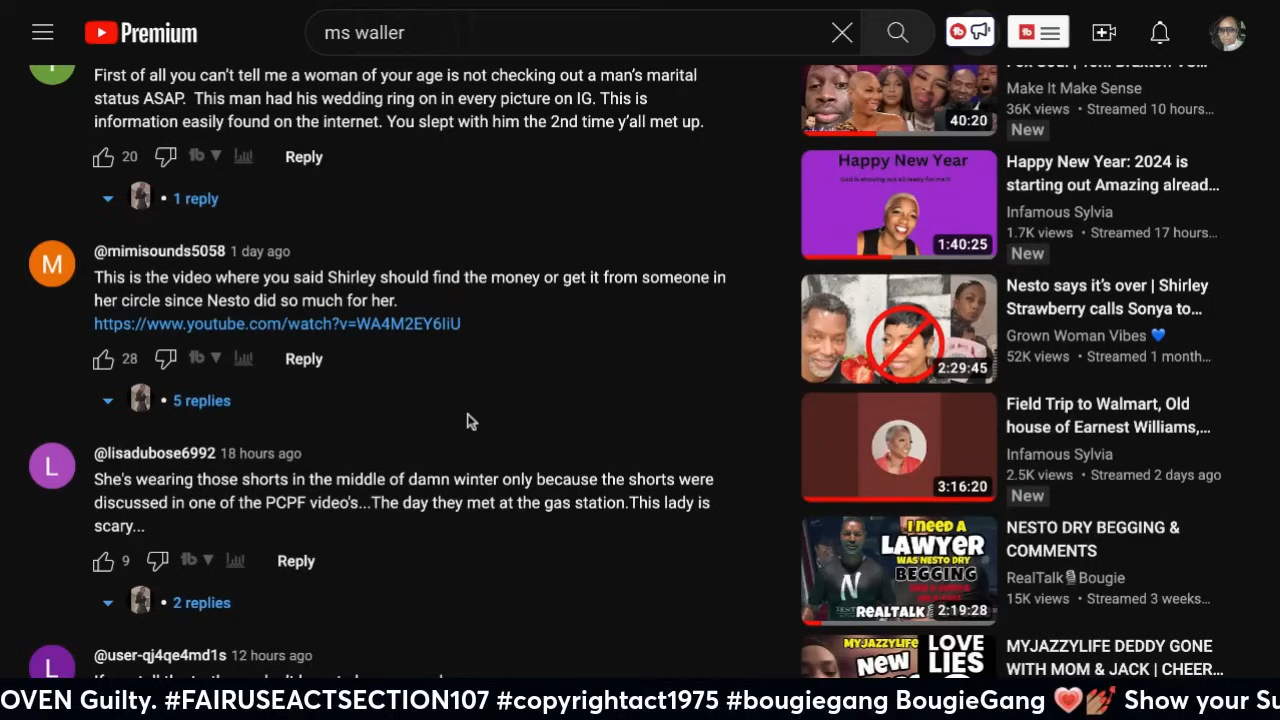 Premium
ms waller
First of all you can't tell me a woman of your age is not checking out a man's marital
status ASAP. This man had his wedding ring on in every picture on IG. This is
information easily found on the internet. You slept with him the 2nd time y'all met up.
20
Reply
1 reply
@mimisounds5058 1 day ago
M
This is the video where you said Shirley should find the money or get it from someone in
her circle since Nesto did so much for her.
https://www.youtube.com/watch?v=WA4M2EY6IiU
28
Reply
5 replies
@lisadubose6992 18 hours ago
L
She's wearing those shorts in the middle of damn winter only because the shorts were
discussed in one of the PCPF video's...The day they met at the gas station.This lady is
scary...
9
Reply
2 replies
12 hours ago
Make It Make Sense
36K views • Streamed 10 hours...
New
40:20
Happy New Year
1:40:25
Happy New Year: 2024 is
starting out Amazing alread...
Infamous Sylvia
1.7K views • Streamed 17 hours...
New
2:29:45
Nesto says it's over | Shirley
Strawberry calls Sonya to...
Grown Woman Vibes 💙
52K views • Streamed 1 month...
3:16:20
Field Trip to Walmart, Old
house of Earnest Williams,...
Infamous Sylvia
2.5K views • Streamed 2 days ago
New
I NEED A
LAWYER
WAS NESTO DRY
BEGGING
REALTALK
2:19:28
NESTO DRY BEGGING &
COMMENTS
RealTalk🎙Bougie
15K views • Streamed 3 weeks...
MYJAZZYLIFE
NEW
LOVE
LIES
MYJAZZYLIFE DEDDY GONE
WITH MOM & JACK | CHEER...
OVEN Guilty. #FAIRUSEACTSECTION107 #copyrightact1975 #bougiegang BougieGang 💗💅🏾 Show your Su